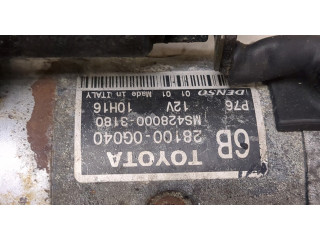 6B TOYOTA
28100-0G040
MS428000-3180
P76 12V 10H16
DENSO 01 01 Made in ITALY